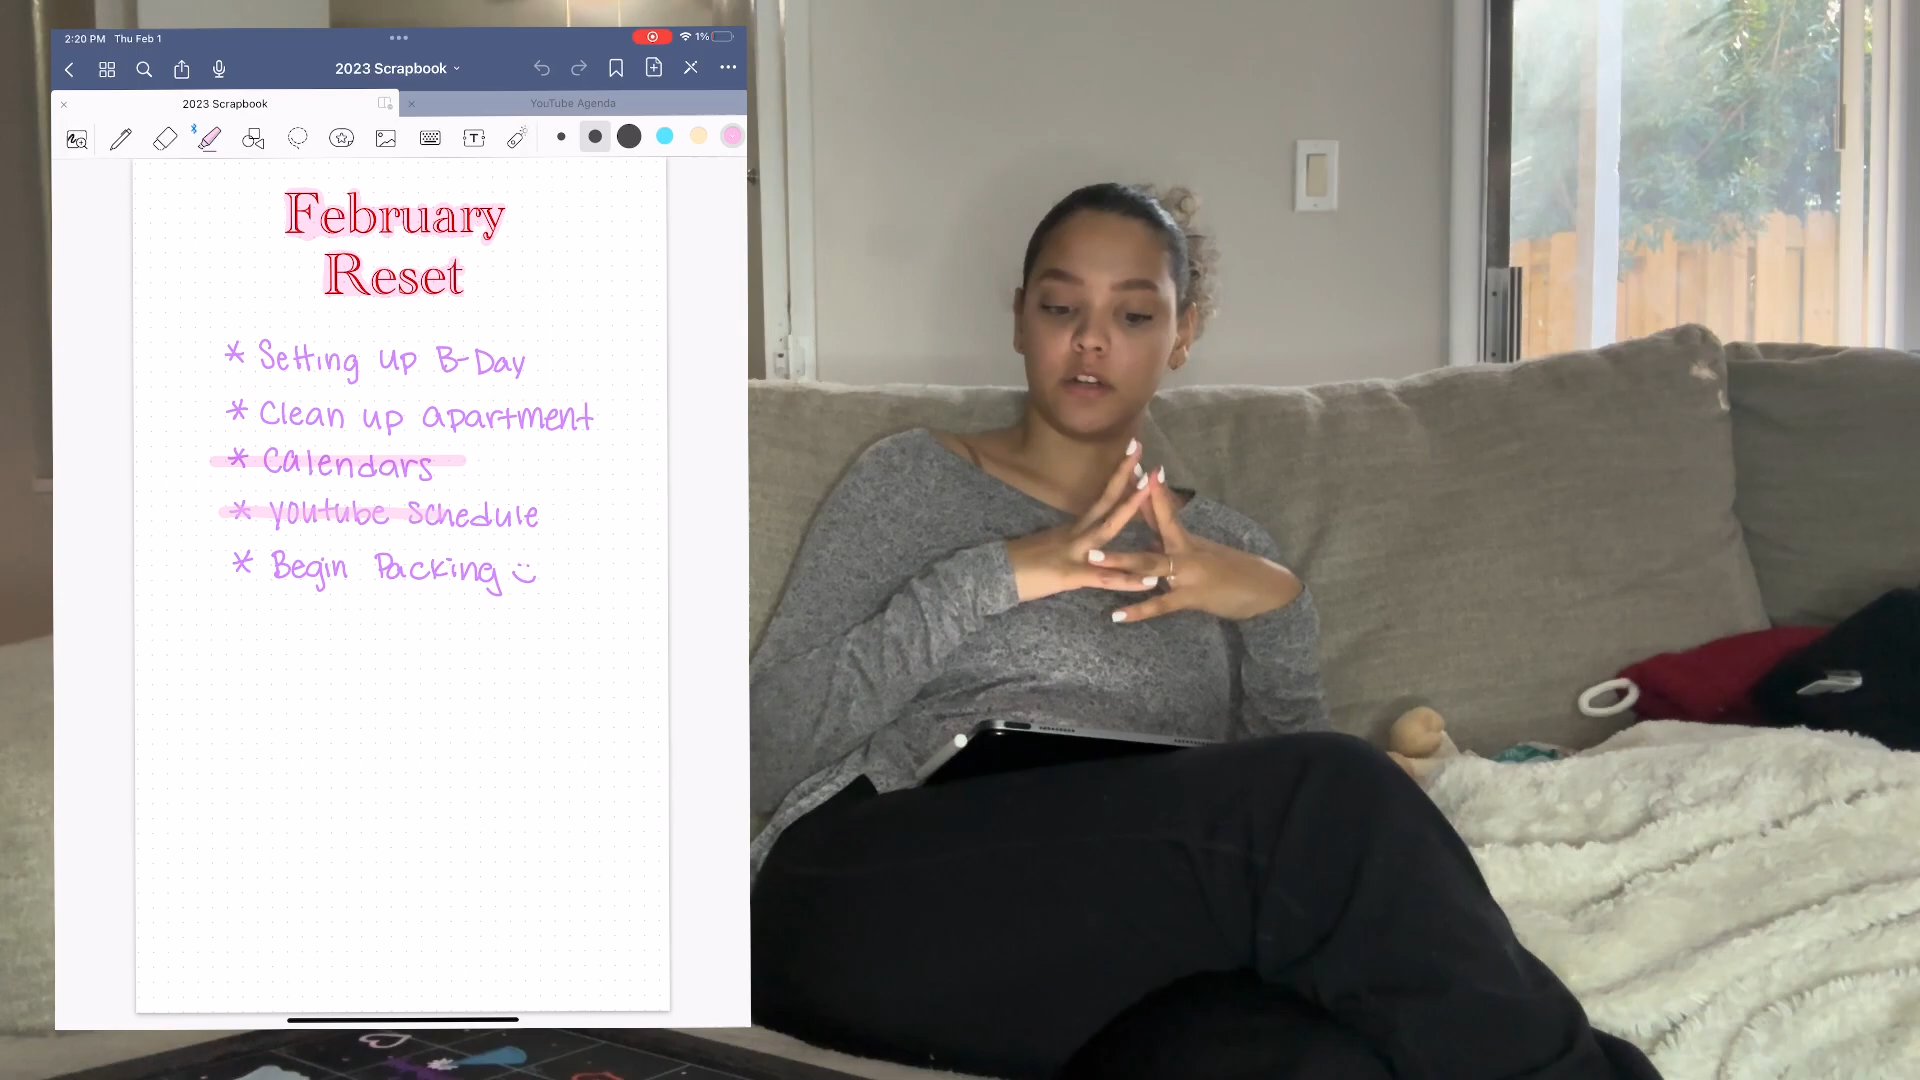 2:20 PM Thu Feb 1
1%
2023 Scrapbook
2023 Scrapbook
YouTube Agenda
T
February
Reset
* Setting up B-Day
* Clean up apartment
* Calendars
* Youtube Schedule
* Begin Packing